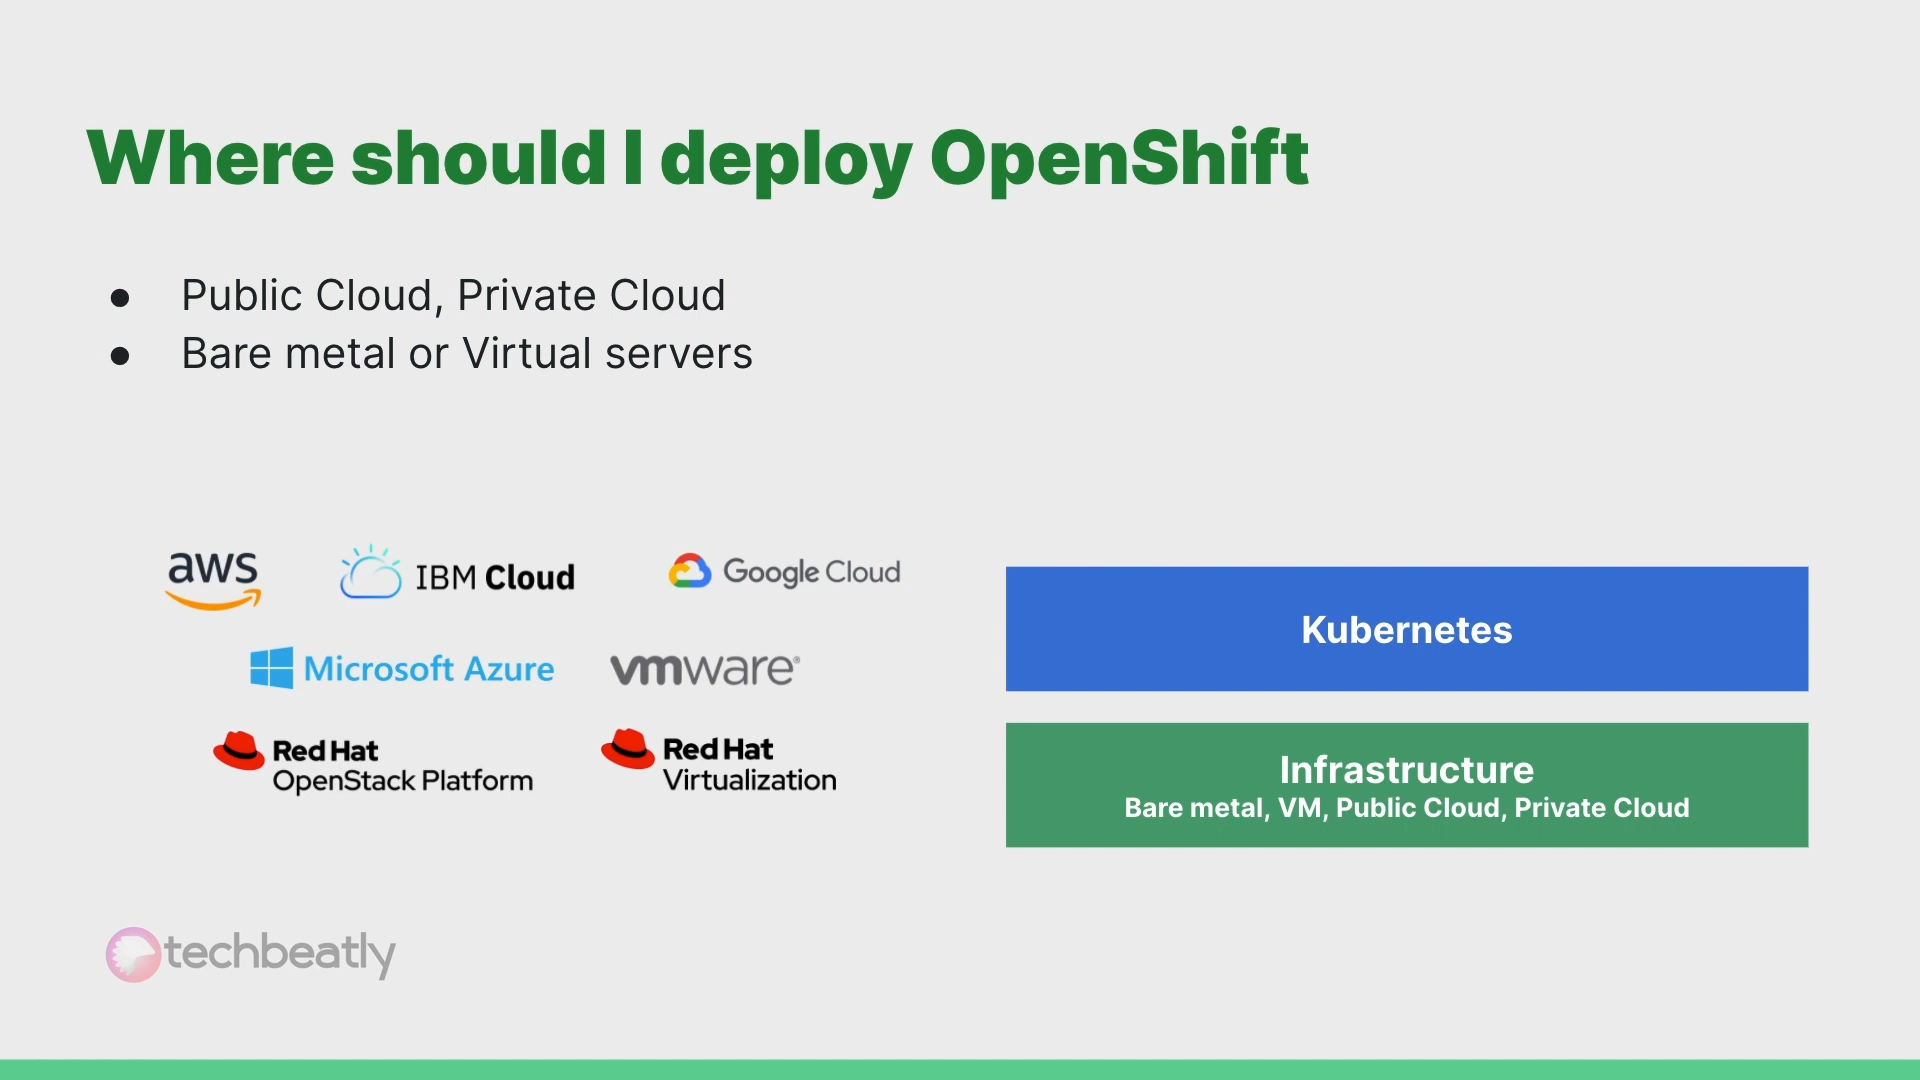 Where should I deploy OpenShift
● Public Cloud, Private Cloud
● Bare metal or Virtual servers
aws
IBM Cloud
Google Cloud
Microsoft Azure
vmware®
Red Hat
OpenStack Platform
Red Hat
Virtualization
Kubernetes
Infrastructure
Bare metal, VM, Public Cloud, Private Cloud
techbeatly